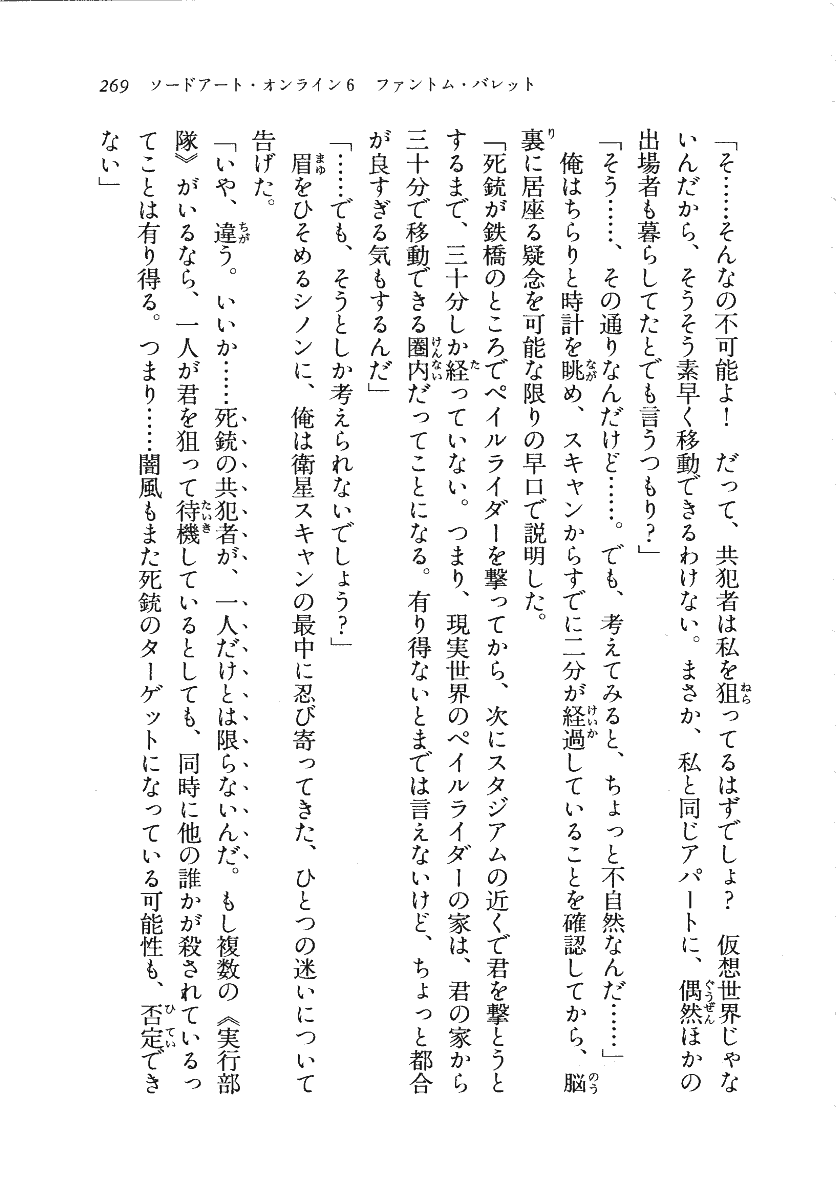 269 ソードアート・オンライン6 ファントム・バレット
「そ……そんなの不可能よ！ だって、共犯者は私を狙ってるはずでしょ？ 仮想世界じゃな
いんだから、そうそう素早く移動できるわけない。まさか、私と同じアパートに、偶然ほかの
出場者も暮らしてたとでも言うつもり？」
「そう……、その通りなんだけど……。でも、考えてみると、ちょっと不自然なんだ……」
俺はちらりと時計を眺め、スキャンからすでに二分が経過していることを確認してから、脳
裏に居座る疑念を可能な限りの早口で説明した。
「死銃が鉄橋のところでペイルライダーを撃ってから、次にスタジアムの近くで君を撃とうと
するまで、三十分しか経っていない。つまり、現実世界のペイルライダーの家は、君の家から
三十分で移動できる圏内だってことになる。有り得ないとまでは言えないけど、ちょっと都合
が良すぎる気もするんだ」
「……でも、そうとしか考えられないでしょう？」
眉をひそめるシノンに、俺は衛星スキャンの最中に忍び寄ってきた、ひとつの迷いについて
告げた。
「いや、違う。いいか……死銃の共犯者が、一人だけとは限らないんだ。もし複数の《実行部
隊》がいるなら、一人が君を狙って待機しているとしても、同時に他の誰かが殺されているっ
てことは有り得る。つまり……闇風もまた死銃のターゲットになっている可能性も、否定でき
ない」